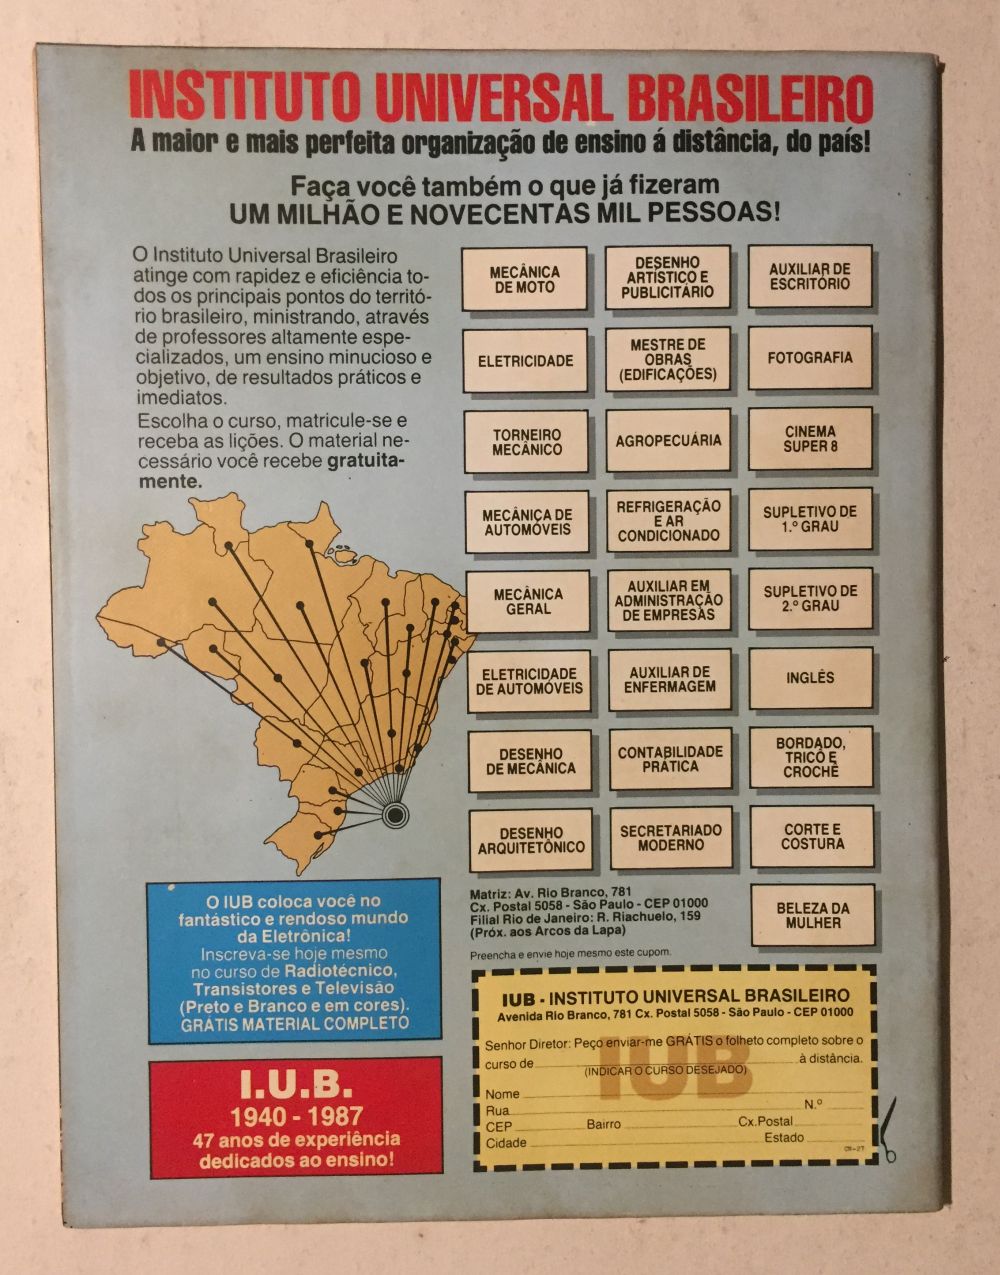 INSTITUTO UNIVERSAL BRASILEIRO
A maior e mais perfeita organização de ensino á distância, do país!
Faça você também o que já fizeram
UM MILHÃO E NOVECENTAS MIL PESSOAS!
O Instituto Universal Brasileiro
atinge com rapidez e eficiência to-
dos os principais pontos do territó-
rio brasileiro, ministrando, através
de professores altamente espe-
cializados, um ensino minucioso e
objetivo, de resultados práticos e
imediatos.
Escolha o curso, matricule-se e
receba as lições. O material ne-
cessário você recebe gratuita-
mente.
MECÂNICA
DE MOTO
DESENHO
ARTÍSTICO E
PUBLICITÁRIO
AUXILIAR DE
ESCRITÓRIO
ELETRICIDADE
MESTRE DE
OBRAS
(EDIFICAÇÕES)
FOTOGRAFIA
TORNEIRO
MECÂNICO
AGROPECUÁRIA
CINEMA
SUPER 8
MECÂNICA DE
AUTOMÓVEIS
REFRIGERAÇÃO
E AR
CONDICIONADO
SUPLETIVO DE
1.º GRAU
MECÂNICA
GERAL
AUXILIAR EM
ADMINISTRAÇÃO
DE EMPRESAS
SUPLETIVO DE
2.º GRAU
ELETRICIDADE
DE AUTOMÓVEIS
AUXILIAR DE
ENFERMAGEM
INGLÊS
DESENHO
DE MECÂNICA
CONTABILIDADE
PRÁTICA
BORDADO,
TRICÔ E
CROCHÊ
DESENHO
ARQUITETÔNICO
SECRETARIADO
MODERNO
CORTE E
COSTURA
BELEZA DA
MULHER
O IUB coloca você no
fantástico e rendoso mundo
da Eletrônica!
Inscreva-se hoje mesmo
no curso de Radiotécnico,
Transistores e Televisão
(Preto e Branco e em cores).
GRÁTIS MATERIAL COMPLETO
I.U.B.
1940 - 1987
47 anos de experiência
dedicados ao ensino!
Matriz: Av. Rio Branco, 781
Cx. Postal 5058 - São Paulo - CEP 01000
Filial Rio de Janeiro: R. Riachuelo, 159
(Próx. aos Arcos da Lapa)
Preencha e envie hoje mesmo este cupom.
IUB - INSTITUTO UNIVERSAL BRASILEIRO
Avenida Rio Branco, 781 Cx. Postal 5058 - São Paulo - CEP 01000
IUB
Senhor Diretor: Peço enviar-me GRÁTIS o folheto completo sobre o
curso de à distância.
(INDICAR O CURSO DESEJADO)
Nome
Rua N.º
CEP Bairro Cx.Postal
Cidade Estado